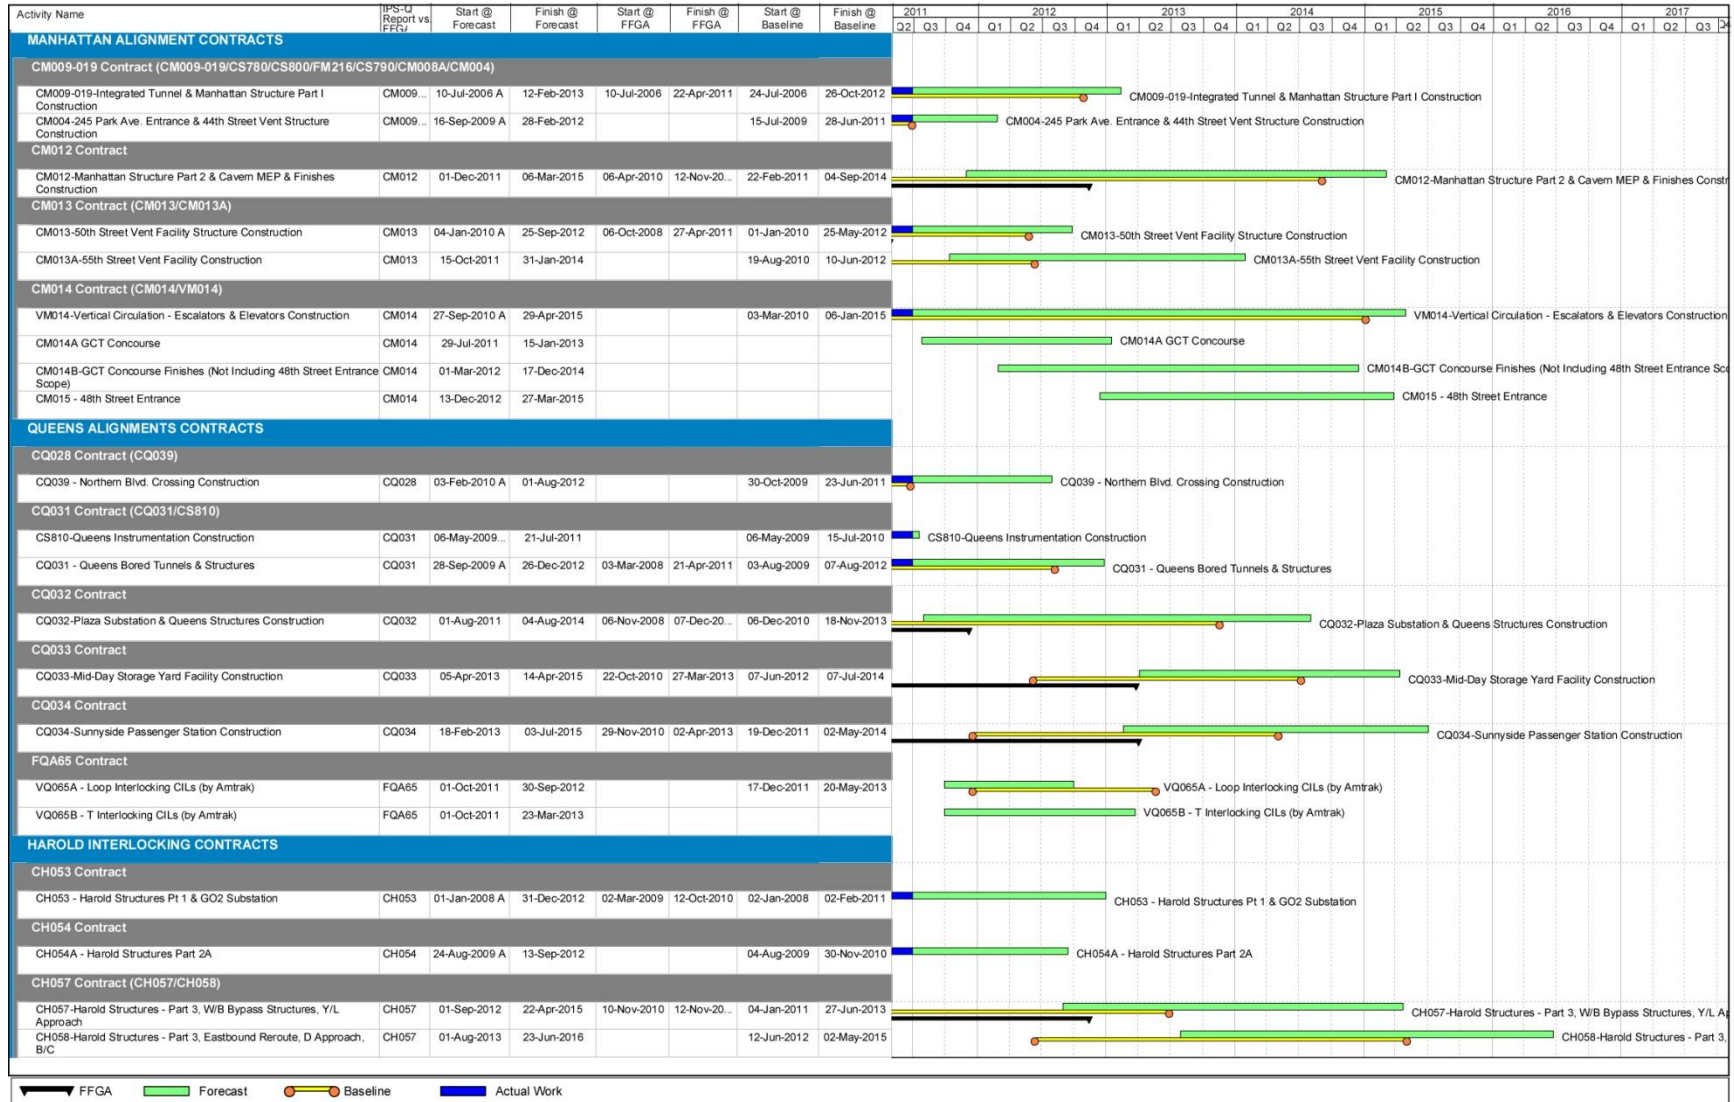 Activity Name IPS-Q Report vs. FFGA Start @ Forecast Finish @ Forecast Start @ FFGA Finish @ FFGA Start @ Baseline Finish @ Baseline 2011 2012 2013 2014 2015 2016 2017
Q2 Q3 Q4 Q1 Q2 Q3 Q4 Q1 Q2 Q3 Q4 Q1 Q2 Q3 Q4 Q1 Q2 Q3 Q4 Q1 Q2 Q3 Q4 Q1 Q2 Q3
MANHATTAN ALIGNMENT CONTRACTS
CM009-019 Contract (CM009-019/CS780/CS800/FM216/CS790/CM008A/CM004)
CM009-019-Integrated Tunnel & Manhattan Structure Part I Construction CM009... 10-Jul-2006 A 12-Feb-2013 10-Jul-2006 22-Apr-2011 24-Jul-2006 26-Oct-2012 CM009-019-Integrated Tunnel & Manhattan Structure Part I Construction
CM004-245 Park Ave. Entrance & 44th Street Vent Structure Construction CM009... 16-Sep-2009 A 28-Feb-2012 15-Jul-2009 28-Jun-2011 CM004-245 Park Ave. Entrance & 44th Street Vent Structure Construction
CM012 Contract
CM012-Manhattan Structure Part 2 & Cavern MEP & Finishes Construction CM012 01-Dec-2011 06-Mar-2015 06-Apr-2010 12-Nov-20... 22-Feb-2011 04-Sep-2014 CM012-Manhattan Structure Part 2 & Cavern MEP & Finishes Constr
CM013 Contract (CM013/CM013A)
CM013-50th Street Vent Facility Structure Construction CM013 04-Jan-2010 A 25-Sep-2012 06-Oct-2008 27-Apr-2011 01-Jan-2010 25-May-2012 CM013-50th Street Vent Facility Structure Construction
CM013A-55th Street Vent Facility Construction CM013 15-Oct-2011 31-Jan-2014 19-Aug-2010 10-Jun-2012 CM013A-55th Street Vent Facility Construction
CM014 Contract (CM014/VM014)
VM014-Vertical Circulation - Escalators & Elevators Construction CM014 27-Sep-2010 A 29-Apr-2015 03-Mar-2010 06-Jan-2015 VM014-Vertical Circulation - Escalators & Elevators Construction
CM014A GCT Concourse CM014 29-Jul-2011 15-Jan-2013 CM014A GCT Concourse
CM014B-GCT Concourse Finishes (Not Including 48th Street Entrance Scope) CM014 01-Mar-2012 17-Dec-2014 CM014B-GCT Concourse Finishes (Not Including 48th Street Entrance Sco
CM015 - 48th Street Entrance CM014 13-Dec-2012 27-Mar-2015 CM015 - 48th Street Entrance
QUEENS ALIGNMENTS CONTRACTS
CQ028 Contract (CQ039)
CQ039 - Northern Blvd. Crossing Construction CQ028 03-Feb-2010 A 01-Aug-2012 30-Oct-2009 23-Jun-2011 CQ039 - Northern Blvd. Crossing Construction
CQ031 Contract (CQ031/CS810)
CS810-Queens Instrumentation Construction CQ031 06-May-2009... 21-Jul-2011 06-May-2009 15-Jul-2010 CS810-Queens Instrumentation Construction
CQ031 - Queens Bored Tunnels & Structures CQ031 28-Sep-2009 A 26-Dec-2012 03-Mar-2008 21-Apr-2011 03-Aug-2009 07-Aug-2012 CQ031 - Queens Bored Tunnels & Structures
CQ032 Contract
CQ032-Plaza Substation & Queens Structures Construction CQ032 01-Aug-2011 04-Aug-2014 06-Nov-2008 07-Dec-20... 06-Dec-2010 18-Nov-2013 CQ032-Plaza Substation & Queens Structures Construction
CQ033 Contract
CQ033-Mid-Day Storage Yard Facility Construction CQ033 05-Apr-2013 14-Apr-2015 22-Oct-2010 27-Mar-2013 07-Jun-2012 07-Jul-2014 CQ033-Mid-Day Storage Yard Facility Construction
CQ034 Contract
CQ034-Sunnyside Passenger Station Construction CQ034 18-Feb-2013 03-Jul-2015 29-Nov-2010 02-Apr-2013 19-Dec-2011 02-May-2014 CQ034-Sunnyside Passenger Station Construction
FQA65 Contract
VQ065A - Loop Interlocking CILs (by Amtrak) FQA65 01-Oct-2011 30-Sep-2012 17-Dec-2011 20-May-2013 VQ065A - Loop Interlocking CILs (by Amtrak)
VQ065B - T Interlocking CILs (by Amtrak) FQA65 01-Oct-2011 23-Mar-2013 VQ065B - T Interlocking CILs (by Amtrak)
HAROLD INTERLOCKING CONTRACTS
CH053 Contract
CH053 - Harold Structures Pt 1 & GO2 Substation CH053 01-Jan-2008 A 31-Dec-2012 02-Mar-2009 12-Oct-2010 02-Jan-2008 02-Feb-2011 CH053 - Harold Structures Pt 1 & GO2 Substation
CH054 Contract
CH054A - Harold Structures Part 2A CH054 24-Aug-2009 A 13-Sep-2012 04-Aug-2009 30-Nov-2010 CH054A - Harold Structures Part 2A
CH057 Contract (CH057/CH058)
CH057-Harold Structures - Part 3, W/B Bypass Structures, Y/L Approach CH057 01-Sep-2012 22-Apr-2015 10-Nov-2010 12-Nov-20... 04-Jan-2011 27-Jun-2013 CH057-Harold Structures - Part 3, W/B Bypass Structures, Y/L Ap
CH058-Harold Structures - Part 3, Eastbound Reroute, D Approach, B/C CH057 01-Aug-2013 23-Jun-2016 12-Jun-2012 02-May-2015 CH058-Harold Structures - Part 3,
FFGA Forecast Baseline Actual Work